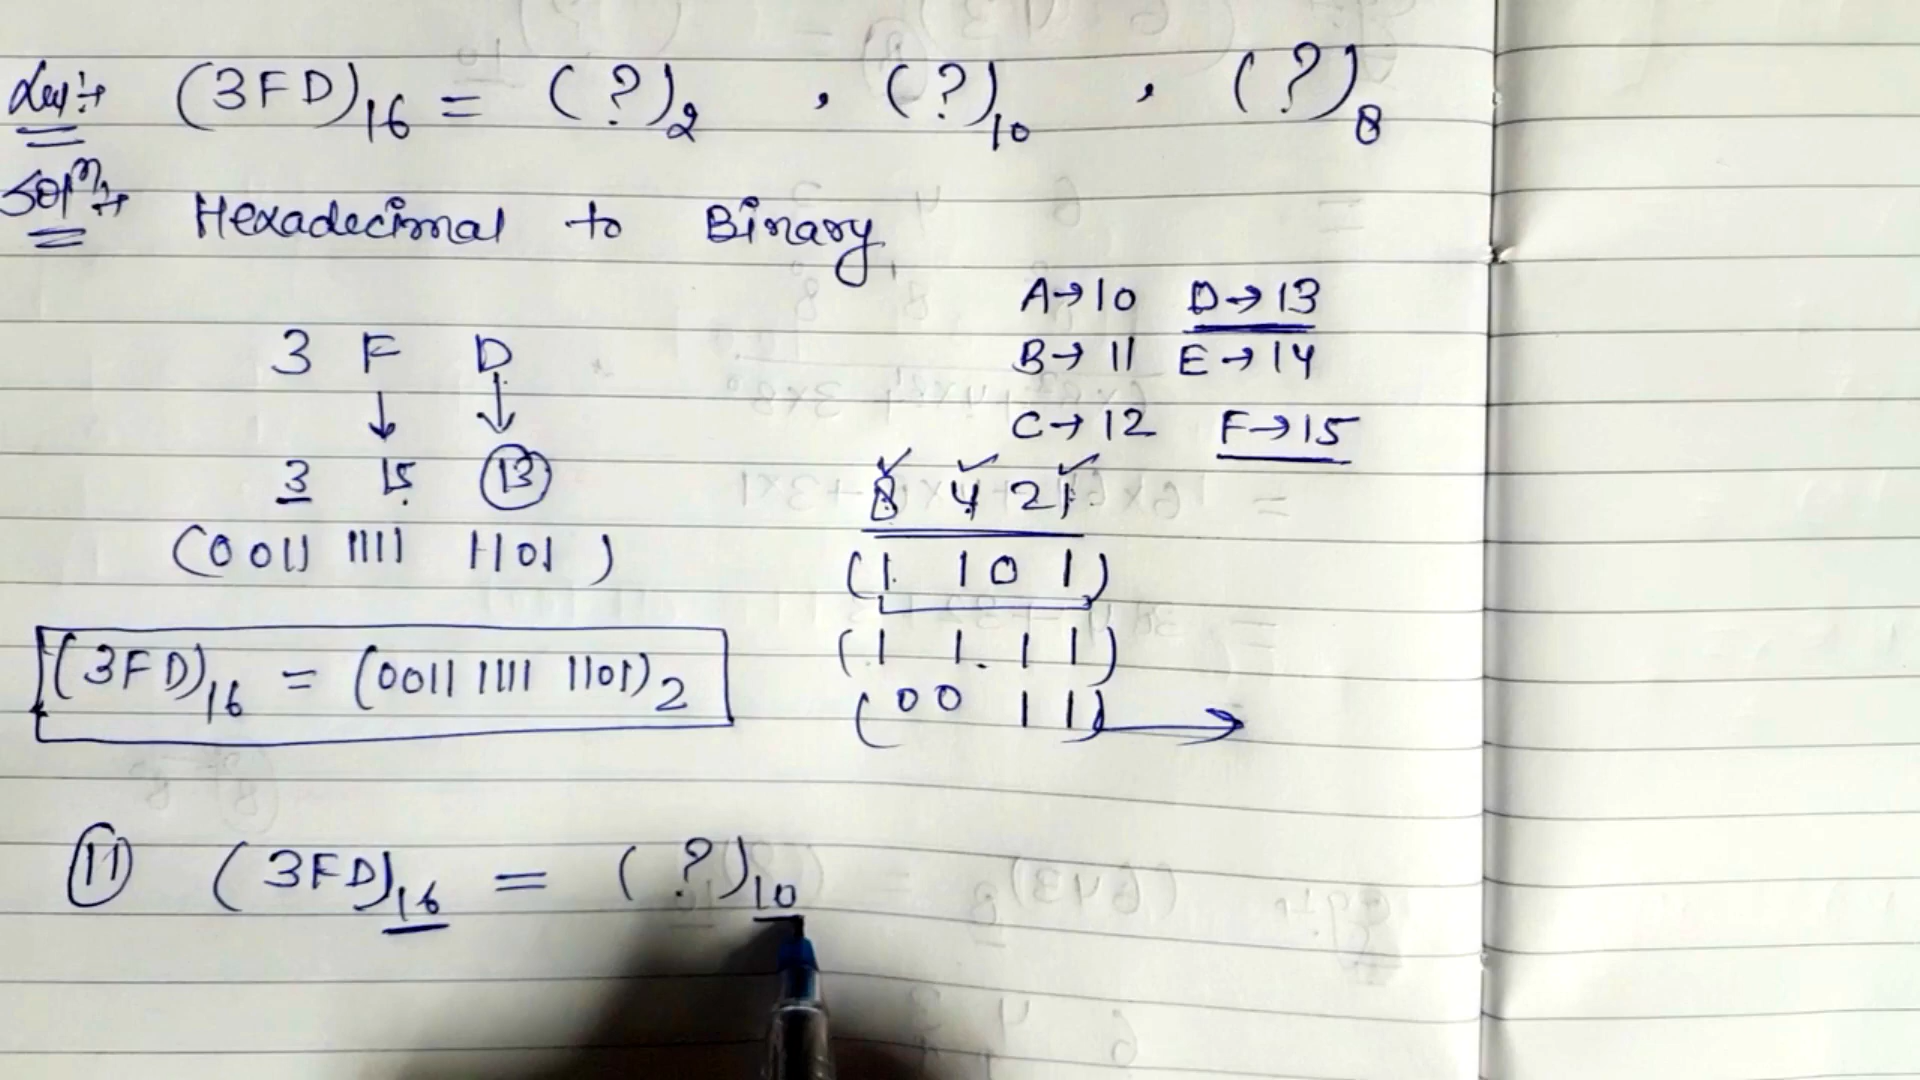 (3FD)16 = (?)2 , (?)10 , (?)8
Solⁿ:→ Hexadecimal to Binary
A→10 D→13
3 F D B→11 E→14
↓ ↓ C→12 F→15
3 15 13 8 4 2 1
(0011 1111 1101) (1 1 0 1)
(1 1 1 1)
(3FD)16 = (0011 1111 1101)2 (0 0 1 1)→
11 (3FD)16 = (?)10